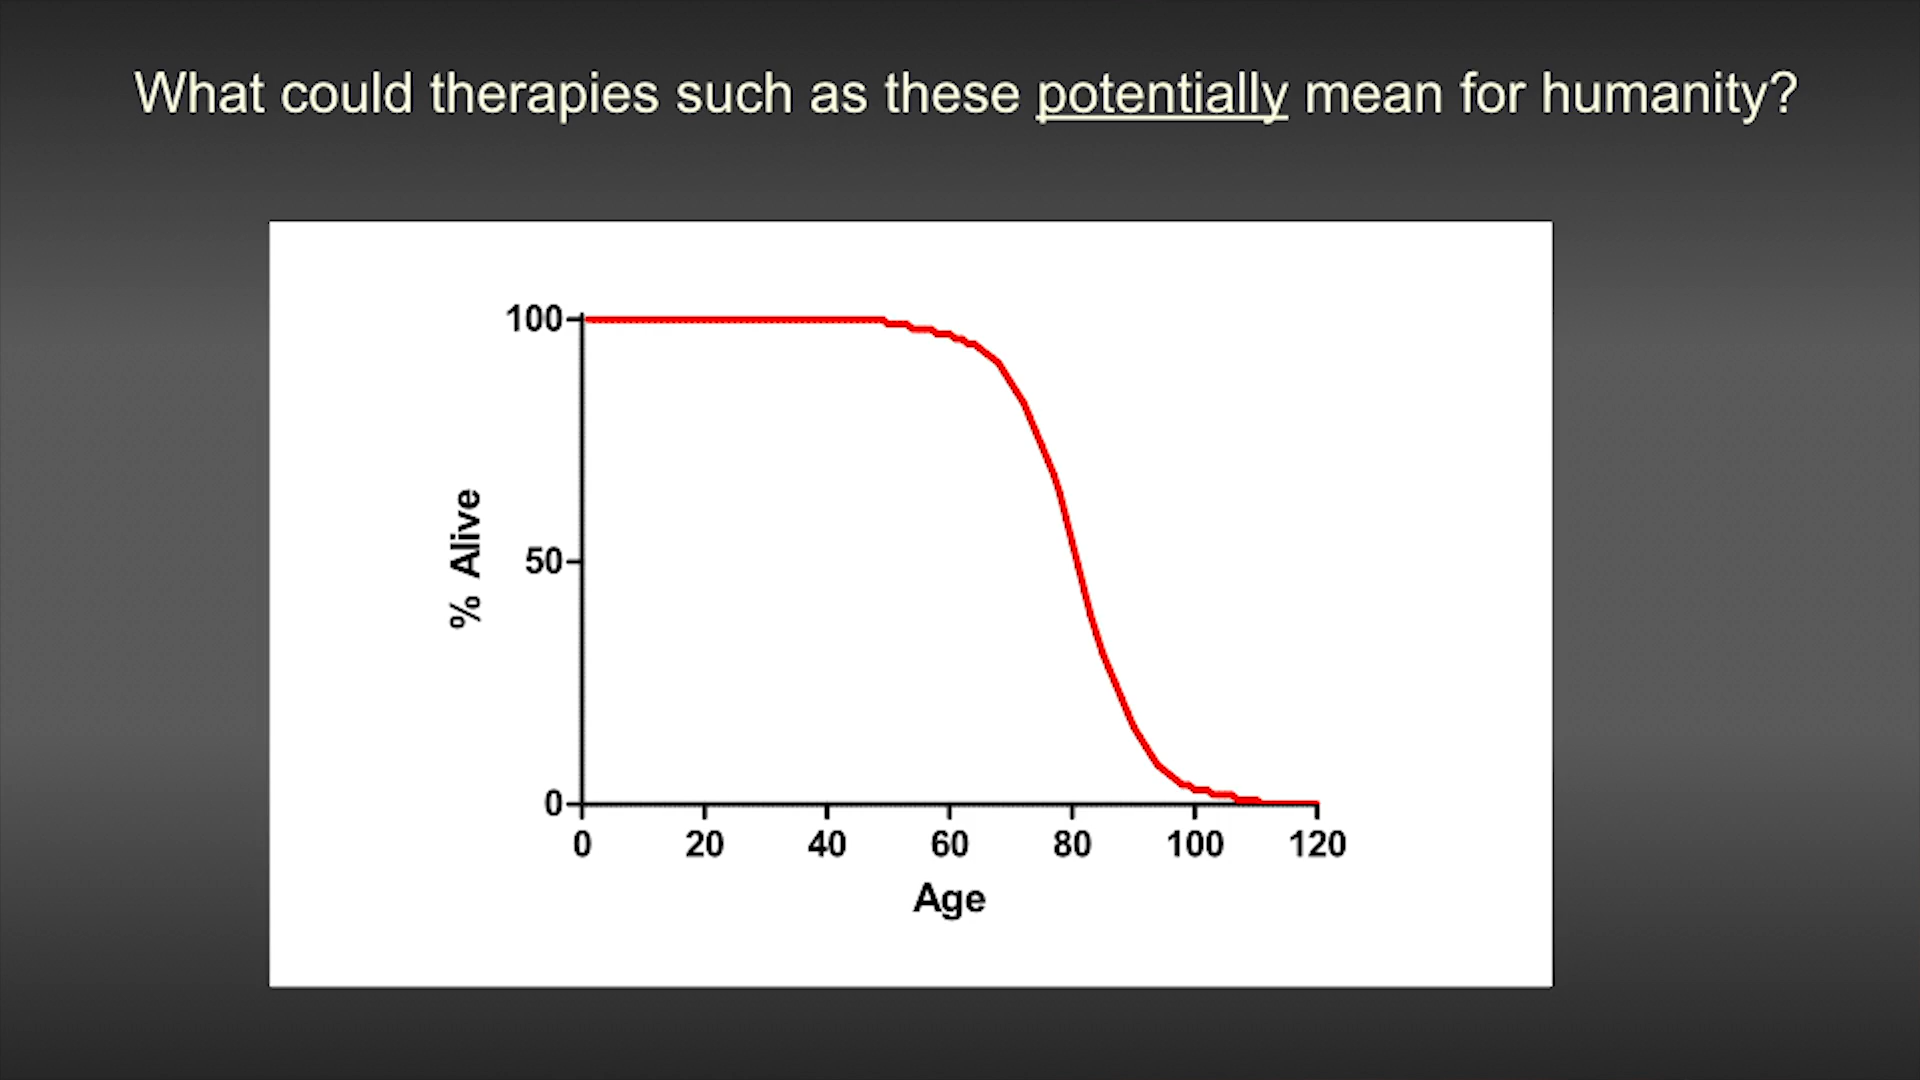 What could therapies such as these potentially mean for humanity?
100
50
0
% Alive
0 20 40 60 80 100 120
Age